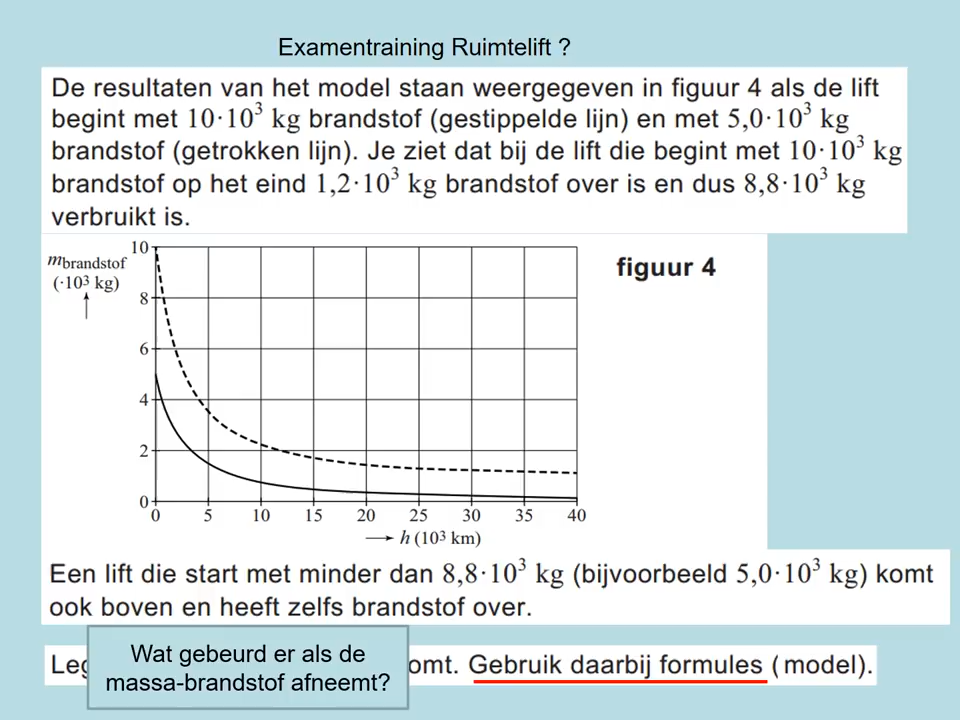 Examentraining Ruimtelift ?
De resultaten van het model staan weergegeven in figuur 4 als de lift
begint met 10·10³ kg brandstof (gestippelde lijn) en met 5,0·10³ kg
brandstof (getrokken lijn). Je ziet dat bij de lift die begint met 10·10³ kg
brandstof op het eind 1,2·10³ kg brandstof over is en dus 8,8·10³ kg
verbruikt is.
figuur 4
m brandstof
(·10³ kg)
10
8
6
4
2
0
0 5 10 15 20 25 30 35 40
h (10³ km)
Een lift die start met minder dan 8,8·10³ kg (bijvoorbeeld 5,0·10³ kg) komt
ook boven en heeft zelfs brandstof over.
Gebruik daarbij formules (model).
Wat gebeurd er als de
massa-brandstof afneemt?